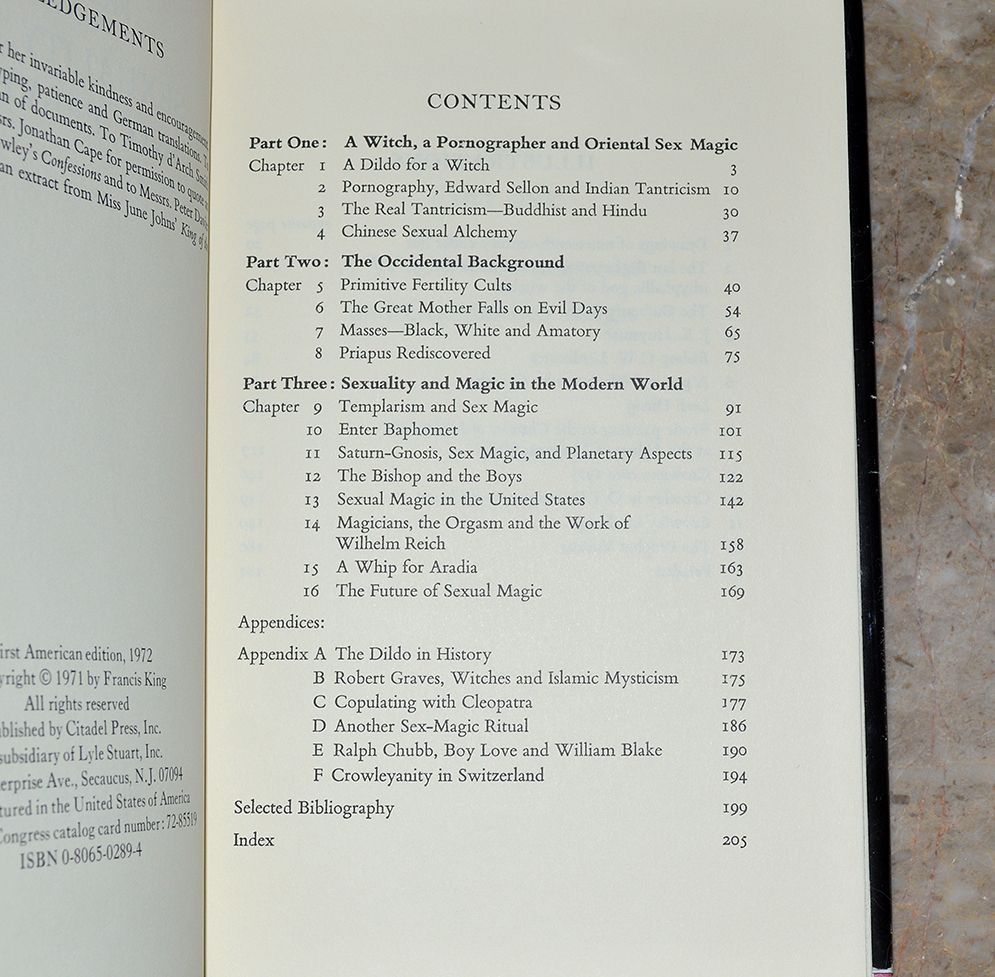 EDGEMENTS
her invariable kindness and encouragement
ping, patience and German translations.
n of documents. To Timothy d'Arch
rs. Jonathan Cape for permission to quote
wley's Confessions and to Messrs. Peter
an extract from Miss June Johns' King of
irst American edition, 1972
yright © 1971 by Francis King
All rights reserved
blished by Citadel Press, Inc.
subsidiary of Lyle Stuart, Inc.
erprise Ave., Secaucus, N.J. 07094
tured in the United States of America
Congress catalog card number: 72-85519
ISBN 0-8065-0289-4
CONTENTS
Part One: A Witch, a Pornographer and Oriental Sex Magic
Chapter 1 A Dildo for a Witch 3
2 Pornography, Edward Sellon and Indian Tantricism 10
3 The Real Tantricism—Buddhist and Hindu 30
4 Chinese Sexual Alchemy 37
Part Two: The Occidental Background
Chapter 5 Primitive Fertility Cults 40
6 The Great Mother Falls on Evil Days 54
7 Masses—Black, White and Amatory 65
8 Priapus Rediscovered 75
Part Three: Sexuality and Magic in the Modern World
Chapter 9 Templarism and Sex Magic 91
10 Enter Baphomet 101
11 Saturn-Gnosis, Sex Magic, and Planetary Aspects 115
12 The Bishop and the Boys 122
13 Sexual Magic in the United States 142
14 Magicians, the Orgasm and the Work of
Wilhelm Reich 158
15 A Whip for Aradia 163
16 The Future of Sexual Magic 169
Appendices:
Appendix A The Dildo in History 173
B Robert Graves, Witches and Islamic Mysticism 175
C Copulating with Cleopatra 177
D Another Sex-Magic Ritual 186
E Ralph Chubb, Boy Love and William Blake 190
F Crowleyanity in Switzerland 194
Selected Bibliography 199
Index 205